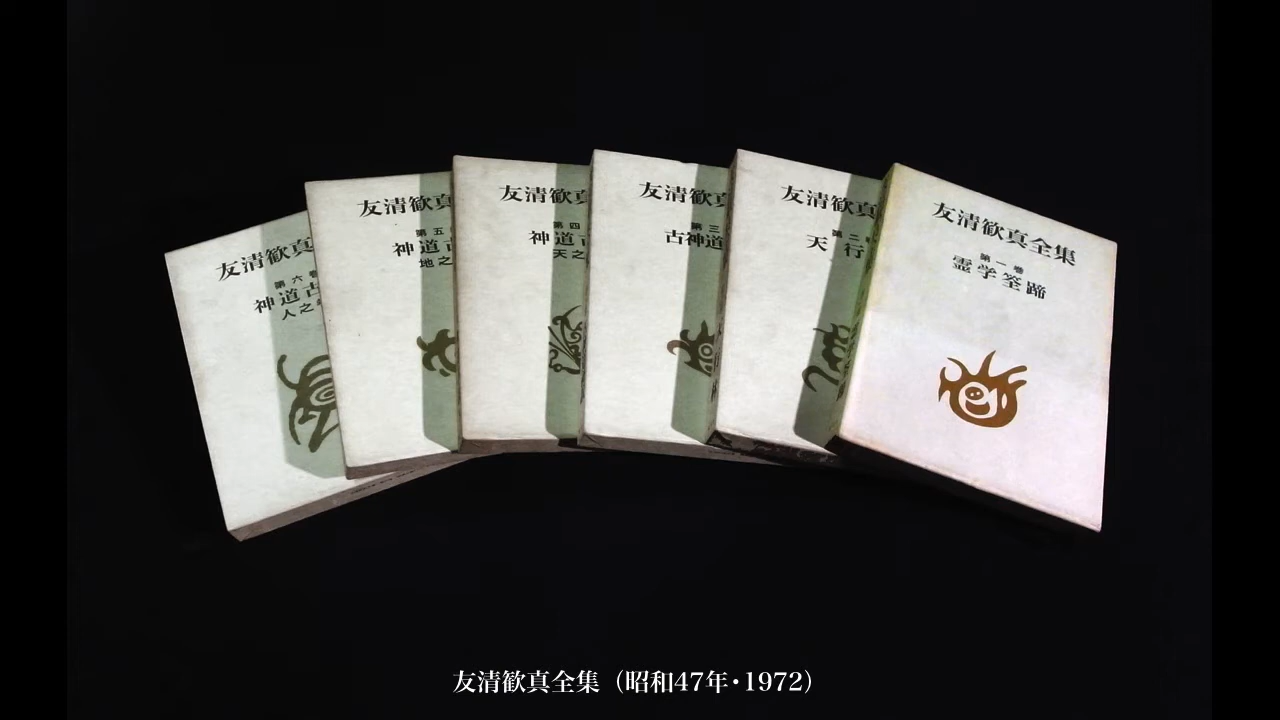 友清歓真全集
第一巻
霊学筌蹄
友清歓真
第二巻
天行
友清歓真
第三
古神道
友清歓真
第四
神道古
天之
友清歓真
第五
神道古
地之
友清歓真
第六巻
神道古
人之
友清歓真全集（昭和47年・1972）